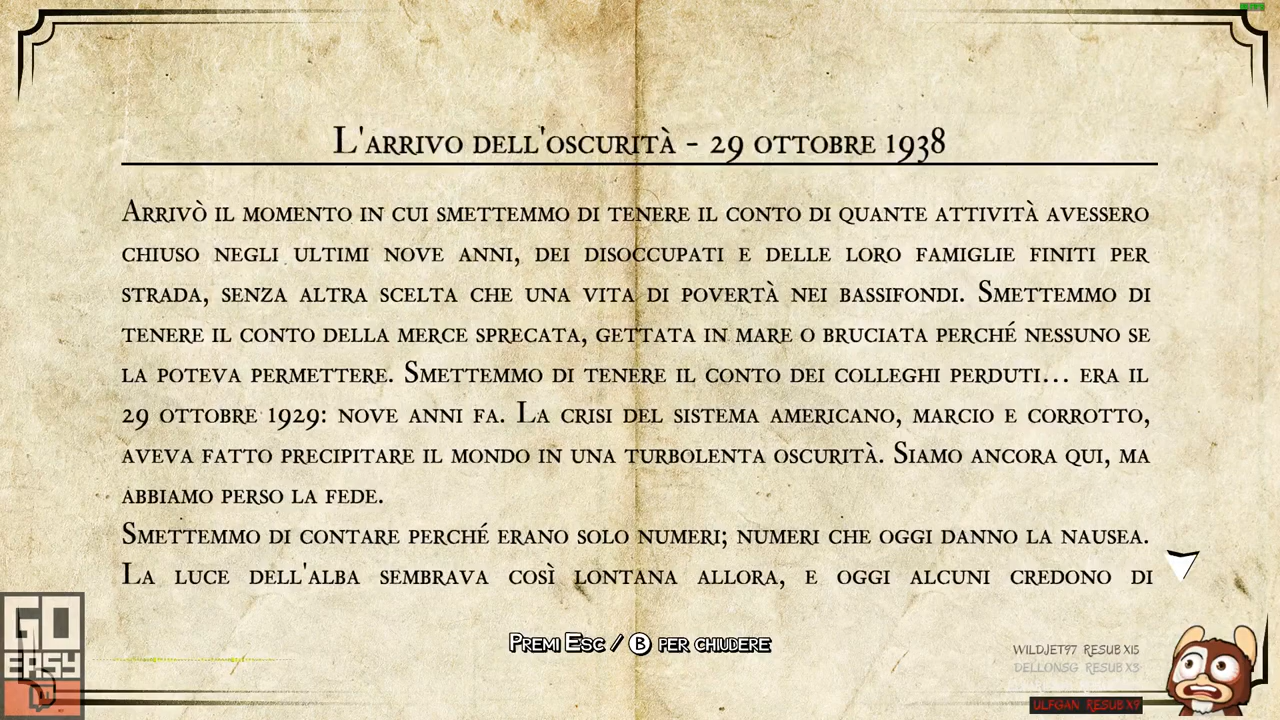 L'arrivo dell'oscurità - 29 ottobre 1938
Arrivò il momento in cui smettemmo di tenere il conto di quante attività avessero
chiuso negli ultimi nove anni, dei disoccupati e delle loro famiglie finiti per
strada, senza altra scelta che una vita di povertà nei bassifondi. Smettemmo di
tenere il conto della merce sprecata, gettata in mare o bruciata perché nessuno se
la poteva permettere. Smettemmo di tenere il conto dei colleghi perduti... era il
29 ottobre 1929: nove anni fa. La crisi del sistema americano, marcio e corrotto,
aveva fatto precipitare il mondo in una turbolenta oscurità. Siamo ancora qui, ma
abbiamo perso la fede.
Smettemmo di contare perché erano solo numeri; numeri che oggi danno la nausea.
La luce dell'alba sembrava così lontana allora, e oggi alcuni credono di
Premi Esc / B per chiudere
WILDJET97 RESUB X15
DELLONSG RESUB X3
ULFGAN RESUB X9
GO
EASY